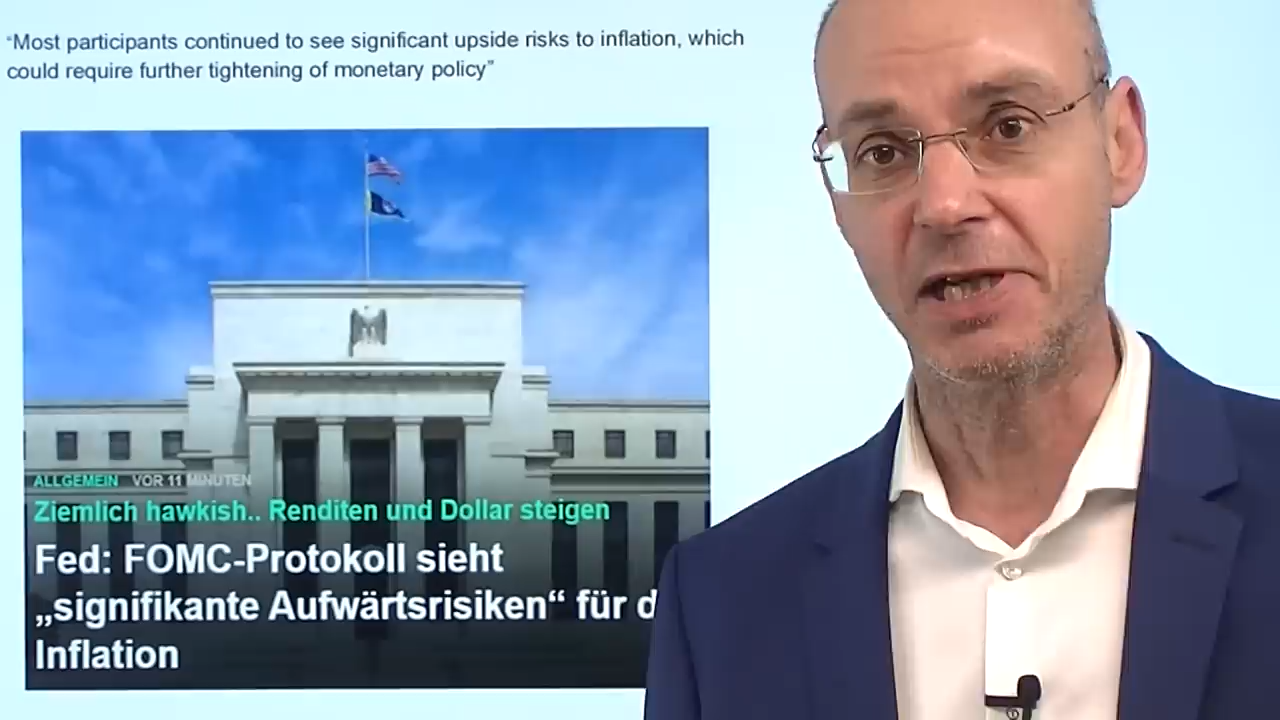 “Most participants continued to see significant upside risks to inflation, which
could require further tightening of monetary policy”
ALLGEMEIN VOR 11 MINUTEN
Ziemlich hawkish.. Renditen und Dollar steigen
Fed: FOMC-Protokoll sieht
„signifikante Aufwärtsrisiken“ für d
Inflation